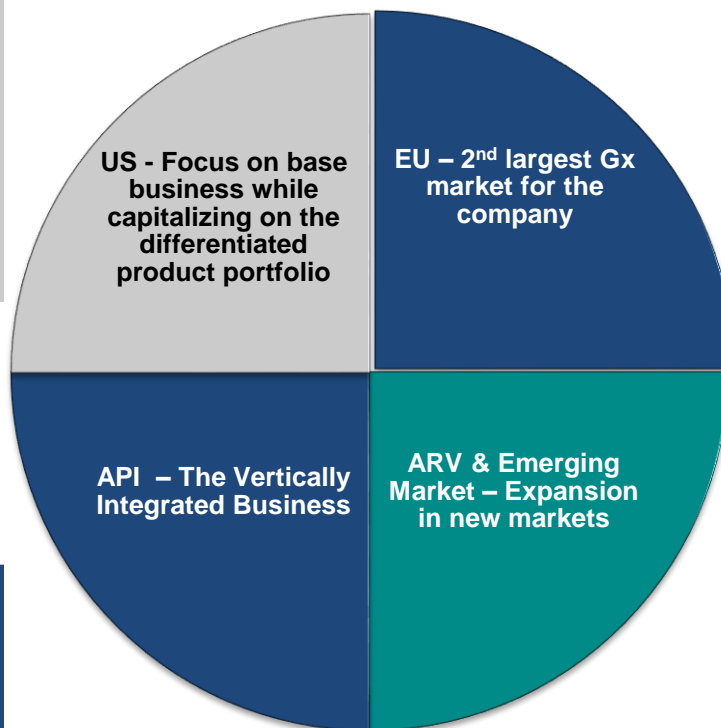 US - Focus on base
business while
capitalizing on the
differentiated
product portfolio
EU – 2nd largest Gx
market for the
company
API – The Vertically
Integrated Business
ARV & Emerging
Market – Expansion
in new markets